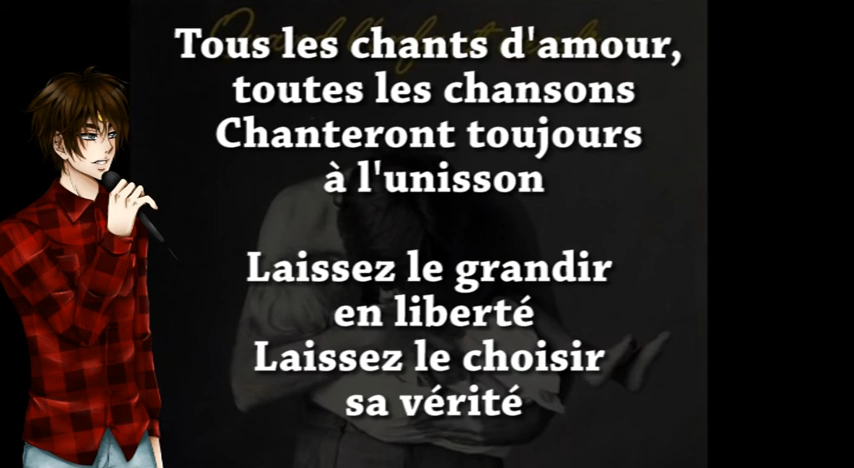 Tous les chants d'amour,
toutes les chansons
Chanteront toujours
à l'unisson
Laissez le grandir
en liberté
Laissez le choisir
sa vérité